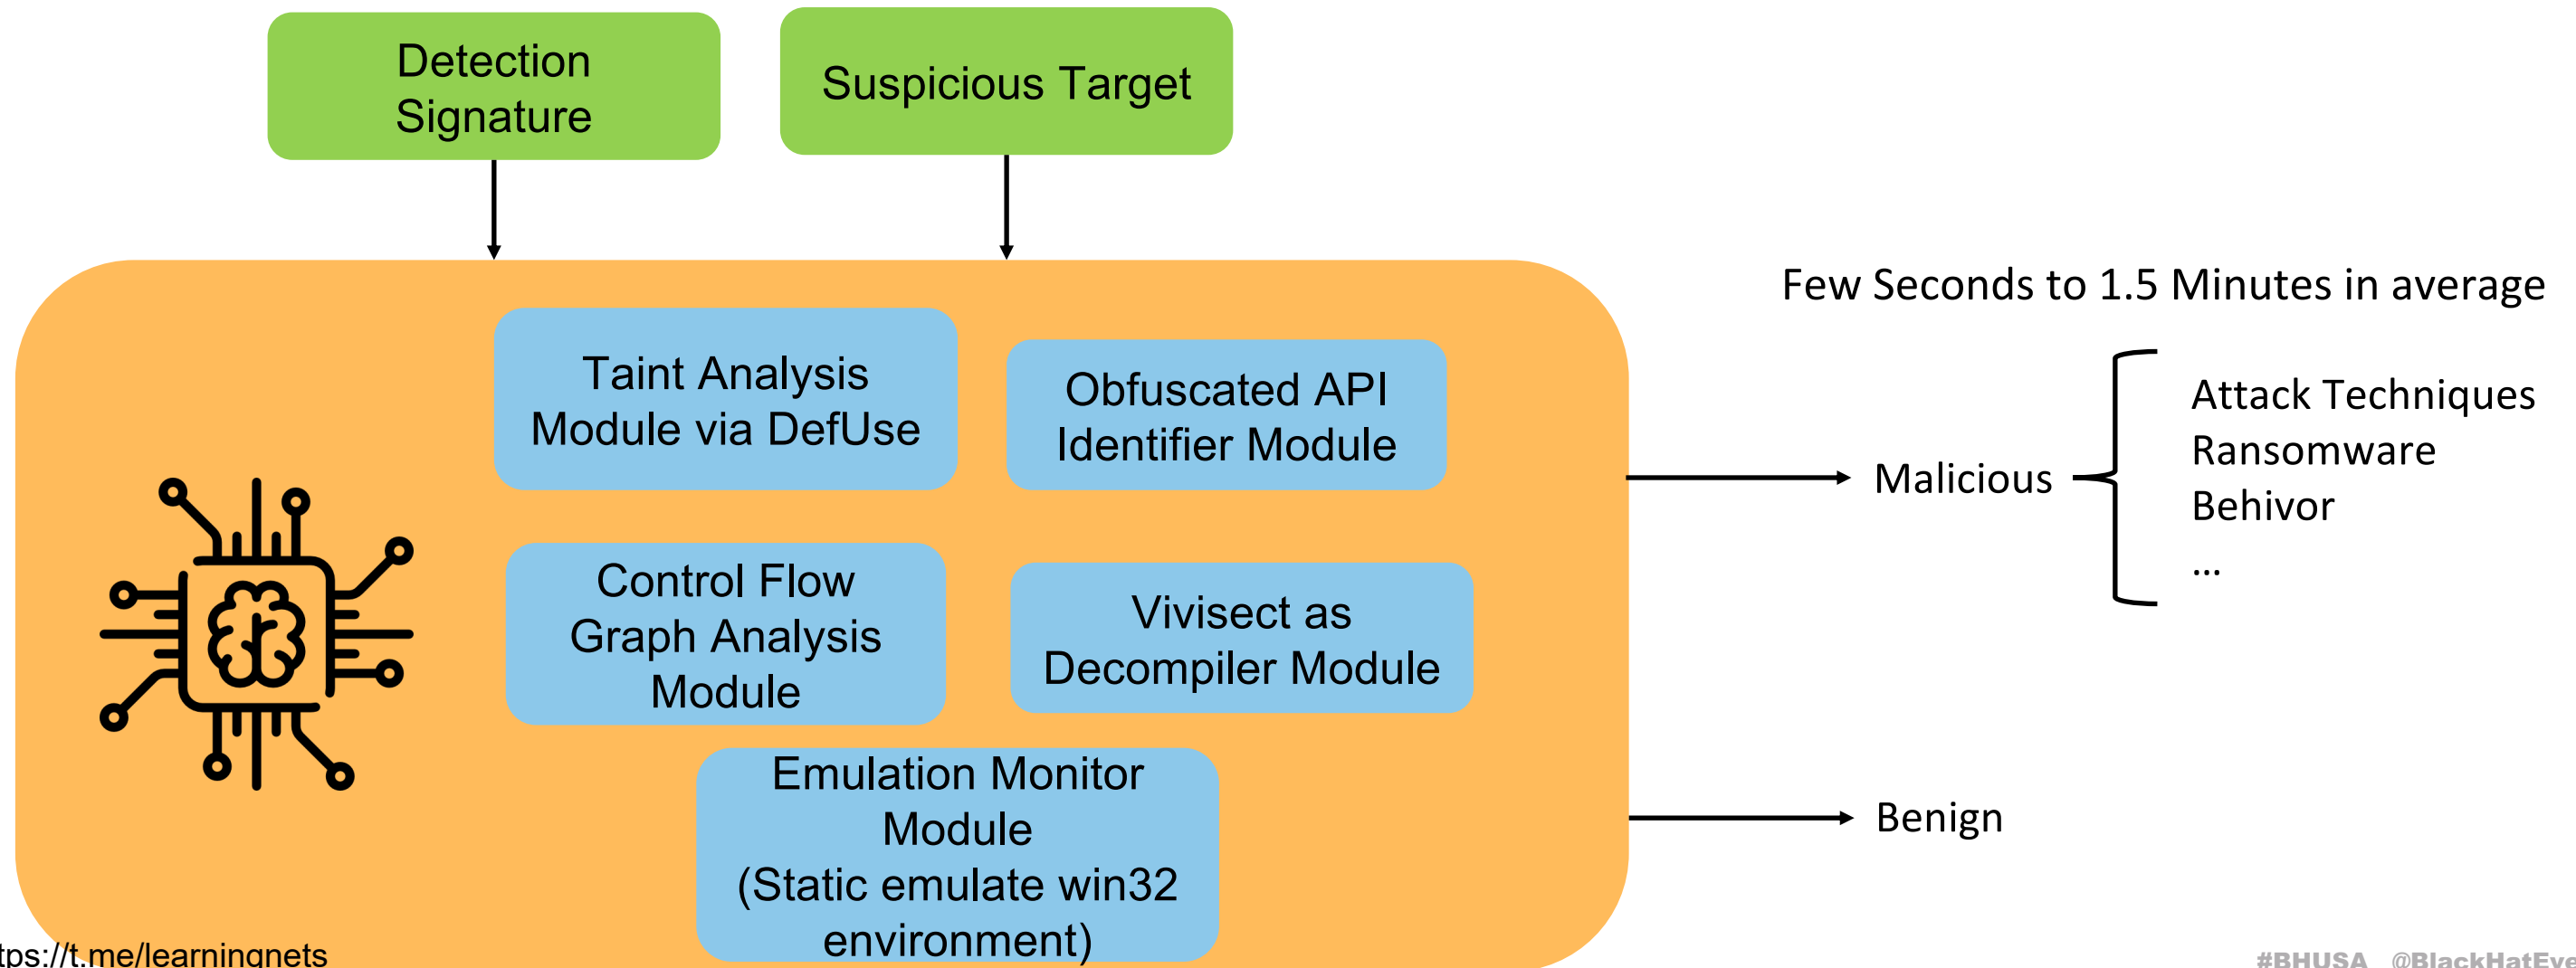 Detection
Signature
Suspicious Target
Few Seconds to 1.5 Minutes in average
Taint Analysis
Module via DefUse
Obfuscated API
Identifier Module
Control Flow
Graph Analysis
Module
Vivisect as
Decompiler Module
Emulation Monitor
Module
(Static emulate win32
environment)
Malicious
Attack Techniques
Ransomware
Behivor
...
Benign
tps://t.me/learningnets
#BHUSA @BlackHatEve